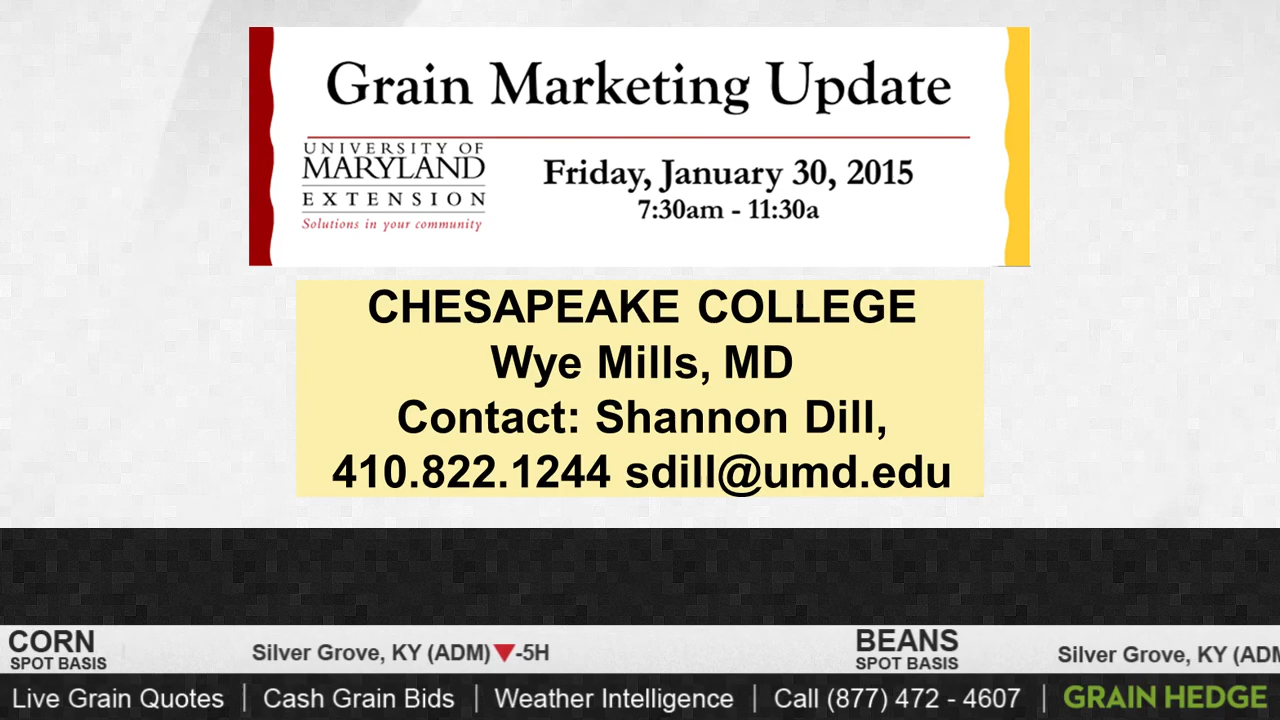 Grain Marketing Update
UNIVERSITY OF
MARYLAND
EXTENSION
Solutions in your community
Friday, January 30, 2015
7:30am - 11:30a
CHESAPEAKE COLLEGE
Wye Mills, MD
Contact: Shannon Dill,
410.822.1244 sdill@umd.edu
CORN
SPOT BASIS
Silver Grove, KY (ADM) ▼-5H
BEANS
SPOT BASIS
Silver Grove, KY (ADM
Live Grain Quotes | Cash Grain Bids | Weather Intelligence | Call (877) 472 - 4607 | GRAIN HEDGE